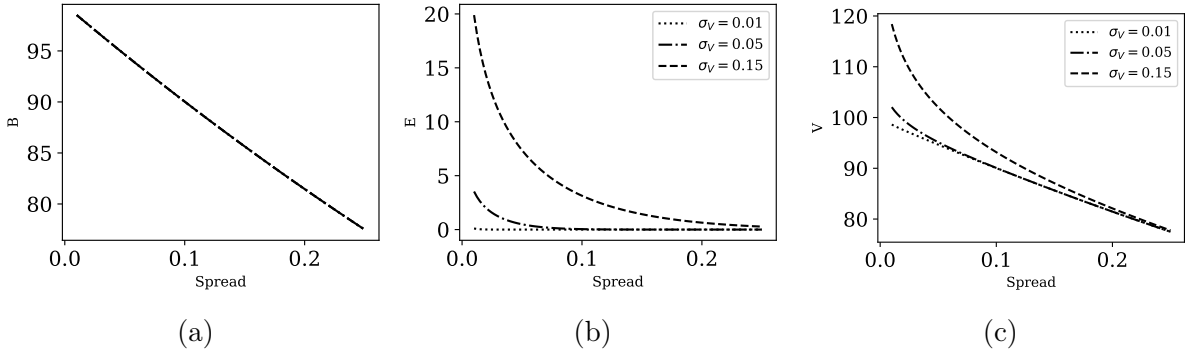 95
90
85
80
B
0.0 0.1 0.2
Spread
(a)
20
15
10
5
0
E
σV = 0.01
σV = 0.05
σV = 0.15
0.0 0.1 0.2
Spread
(b)
120
110
100
90
80
V
σV = 0.01
σV = 0.05
σV = 0.15
0.0 0.1 0.2
Spread
(c)